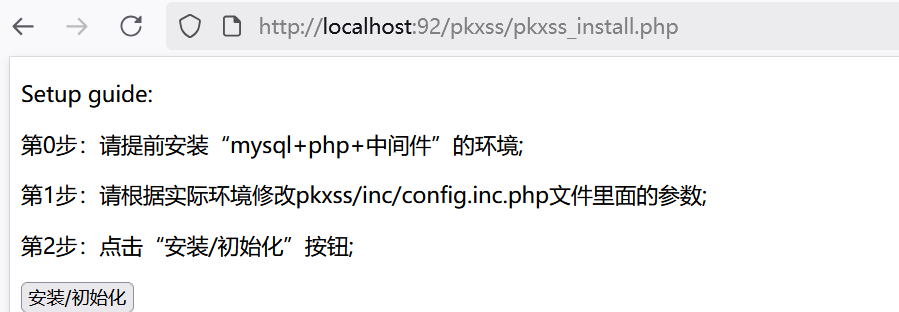 http://localhost:92/pkxss/pkxss_install.php
Setup guide:
第0步：请提前安装“mysql+php+中间件”的环境;
第1步：请根据实际环境修改pkxss/inc/config.inc.php文件里面的参数;
第2步：点击“安装/初始化”按钮;
安装/初始化